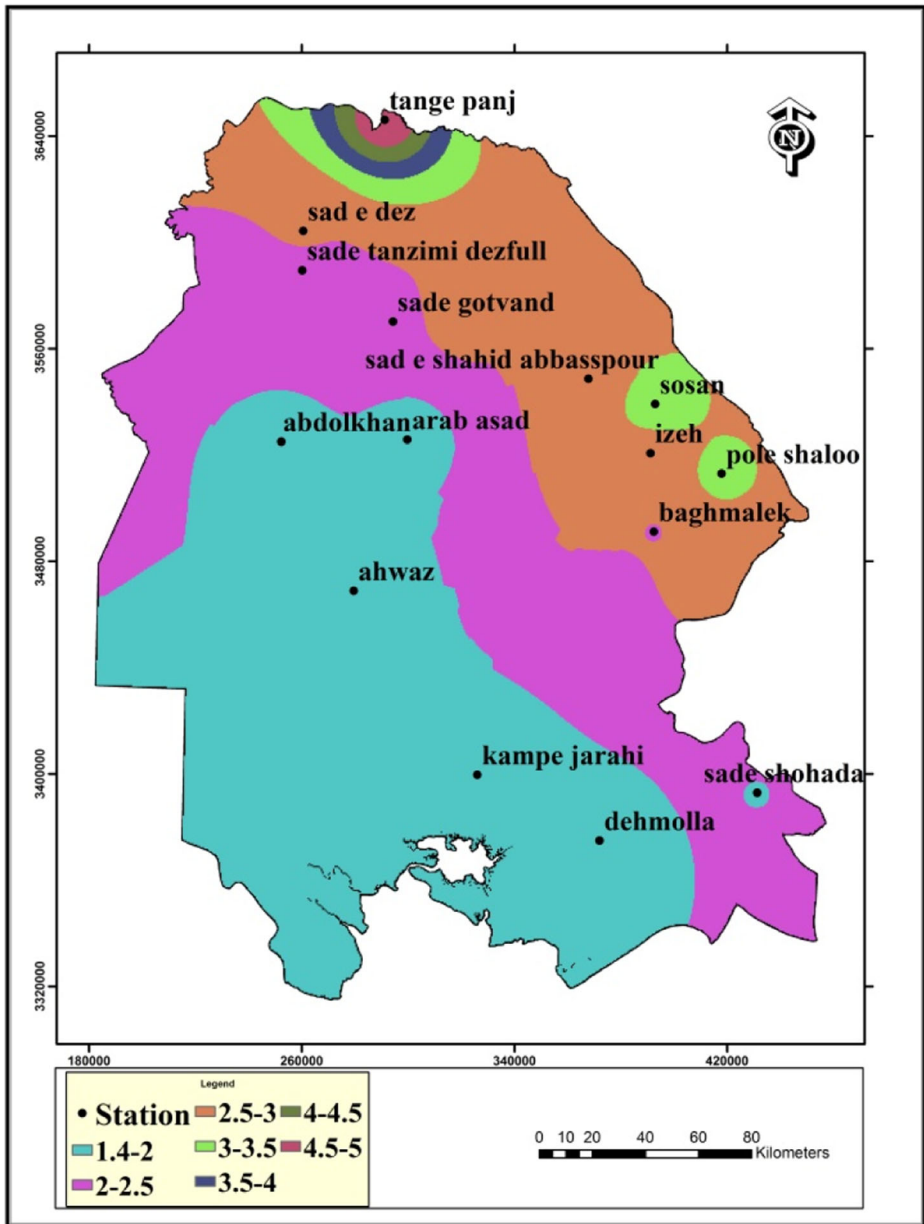 tange panj
N
3640000
sad e dez
sade tanzimi dezfull
sade gotvand
3560000
sad e shahid abbasspour
sosan
abdolkhan
arab asad
izeh
pole shaloo
baghmalek
3480000
ahwaz
kampe jarahi
3400000
sade shohada
dehmolla
3320000
180000 260000 340000 420000
Legend
Station
2.5-3
4-4.5
1.4-2
3-3.5
4.5-5
2-2.5
3.5-4
0 10 20 40 60 80
Kilometers